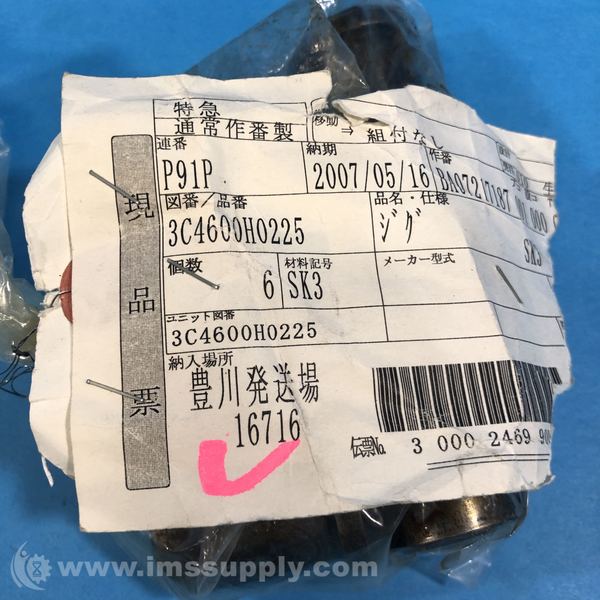 特急
通常作番製
移動 ⇒ 組付なし
連番
納期
作番
P91P
2007/05/16
BA07217187
図番/品番
品名・仕様
3C4600H0225
ジグ
SK3
個数
材料記号
メーカー型式
6
SK3
ユニット図番
3C4600H0225
納入場所
豊川発送場
16716
伝票No.
3 000 2469
現品票
www.imssupply.com